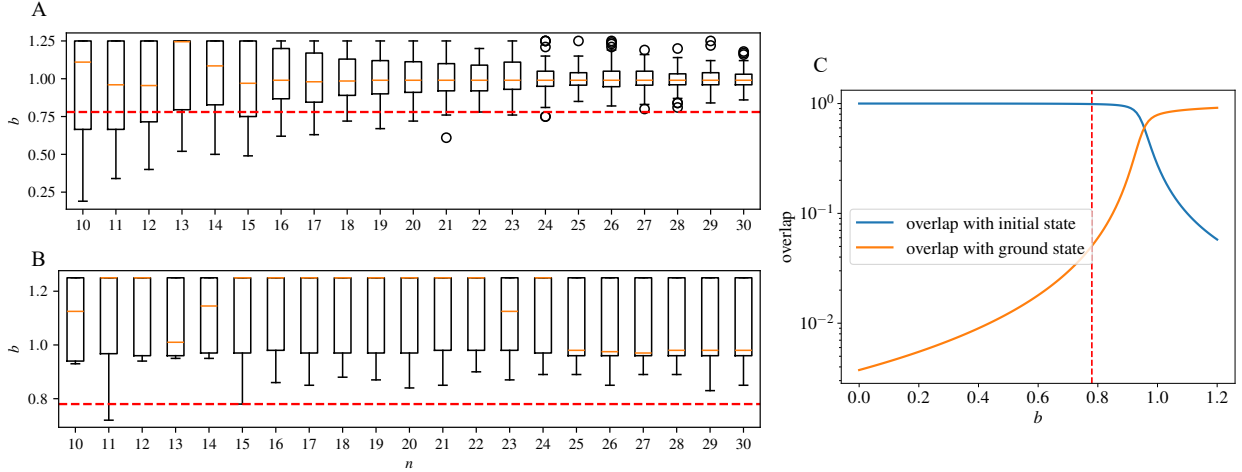 A
b
1.25
1.00
0.75
0.50
0.25
10 11 12 13 14 15 16 17 18 19 20 21 22 23 24 25 26 27 28 29 30
B
b
1.2
1.0
0.8
10 11 12 13 14 15 16 17 18 19 20 21 22 23 24 25 26 27 28 29 30
n
C
overlap
10⁰
10⁻¹
10⁻²
overlap with initial state
overlap with ground state
0.0 0.2 0.4 0.6 0.8 1.0 1.2
b